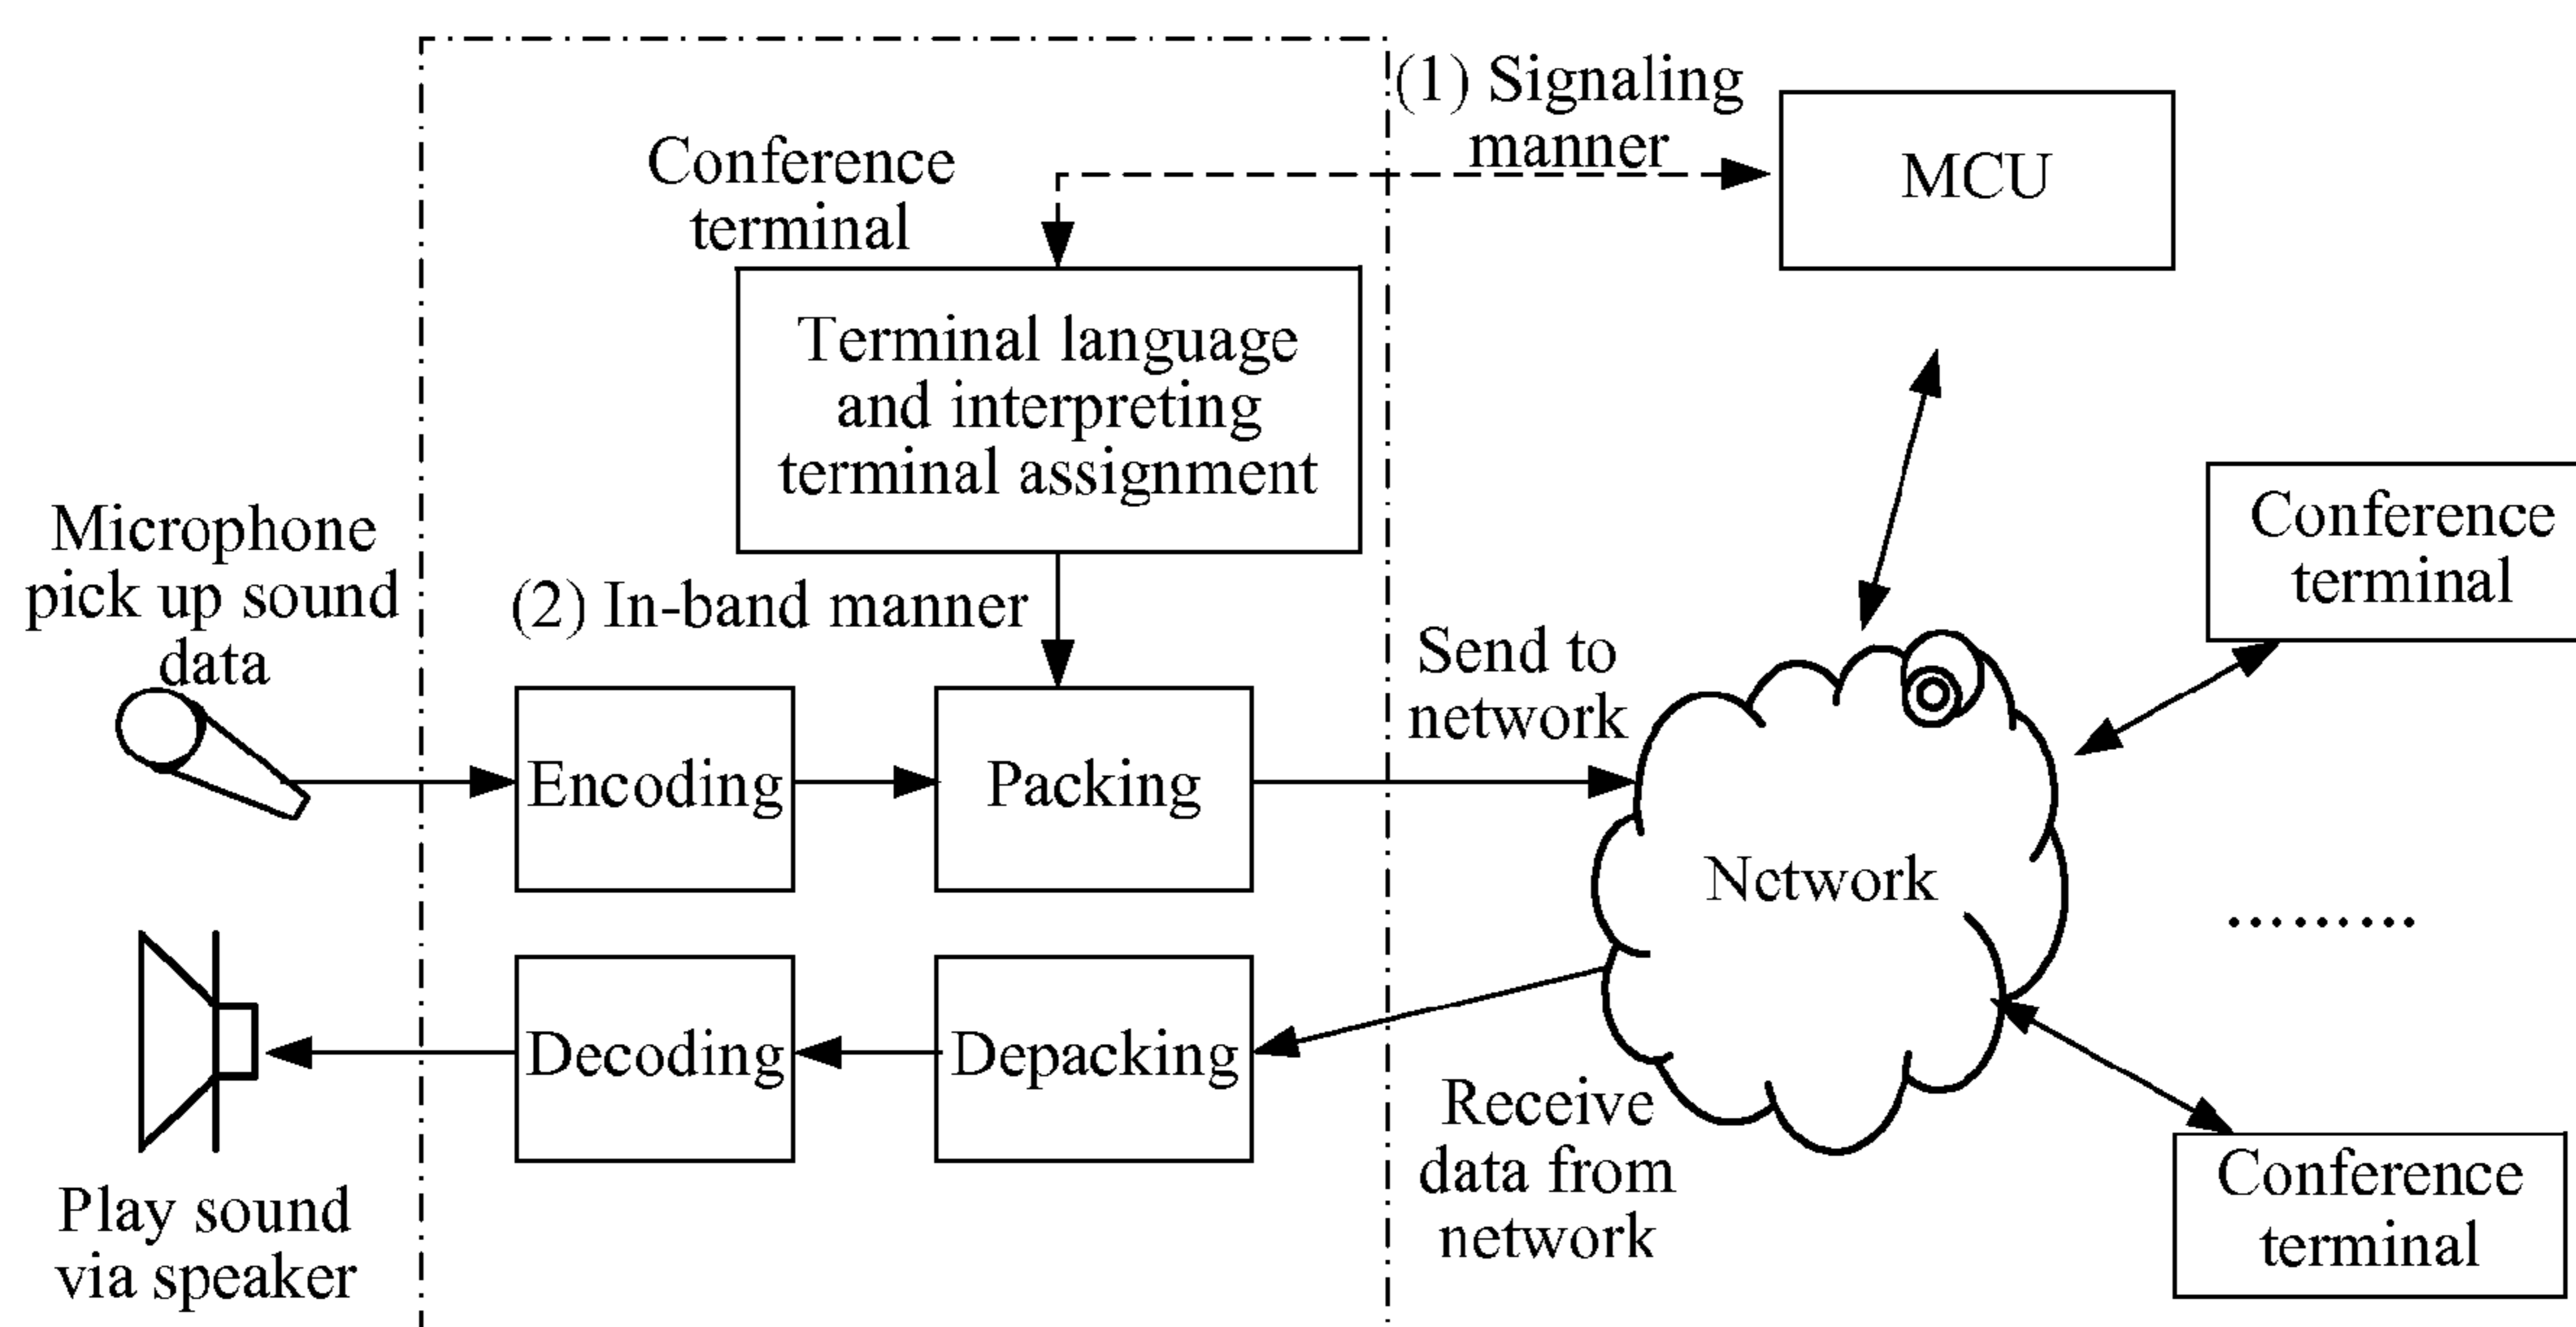 (1) Signaling
manner
MCU
Conference
terminal
Terminal language
and interpreting
terminal assignment
Microphone
pick up sound
data
(2) In-band manner
Conference
terminal
Send to
network
Encoding
Packing
Nctwork
.........
Decoding
Depacking
Receive
data from
network
Play sound
via speaker
Conference
terminal